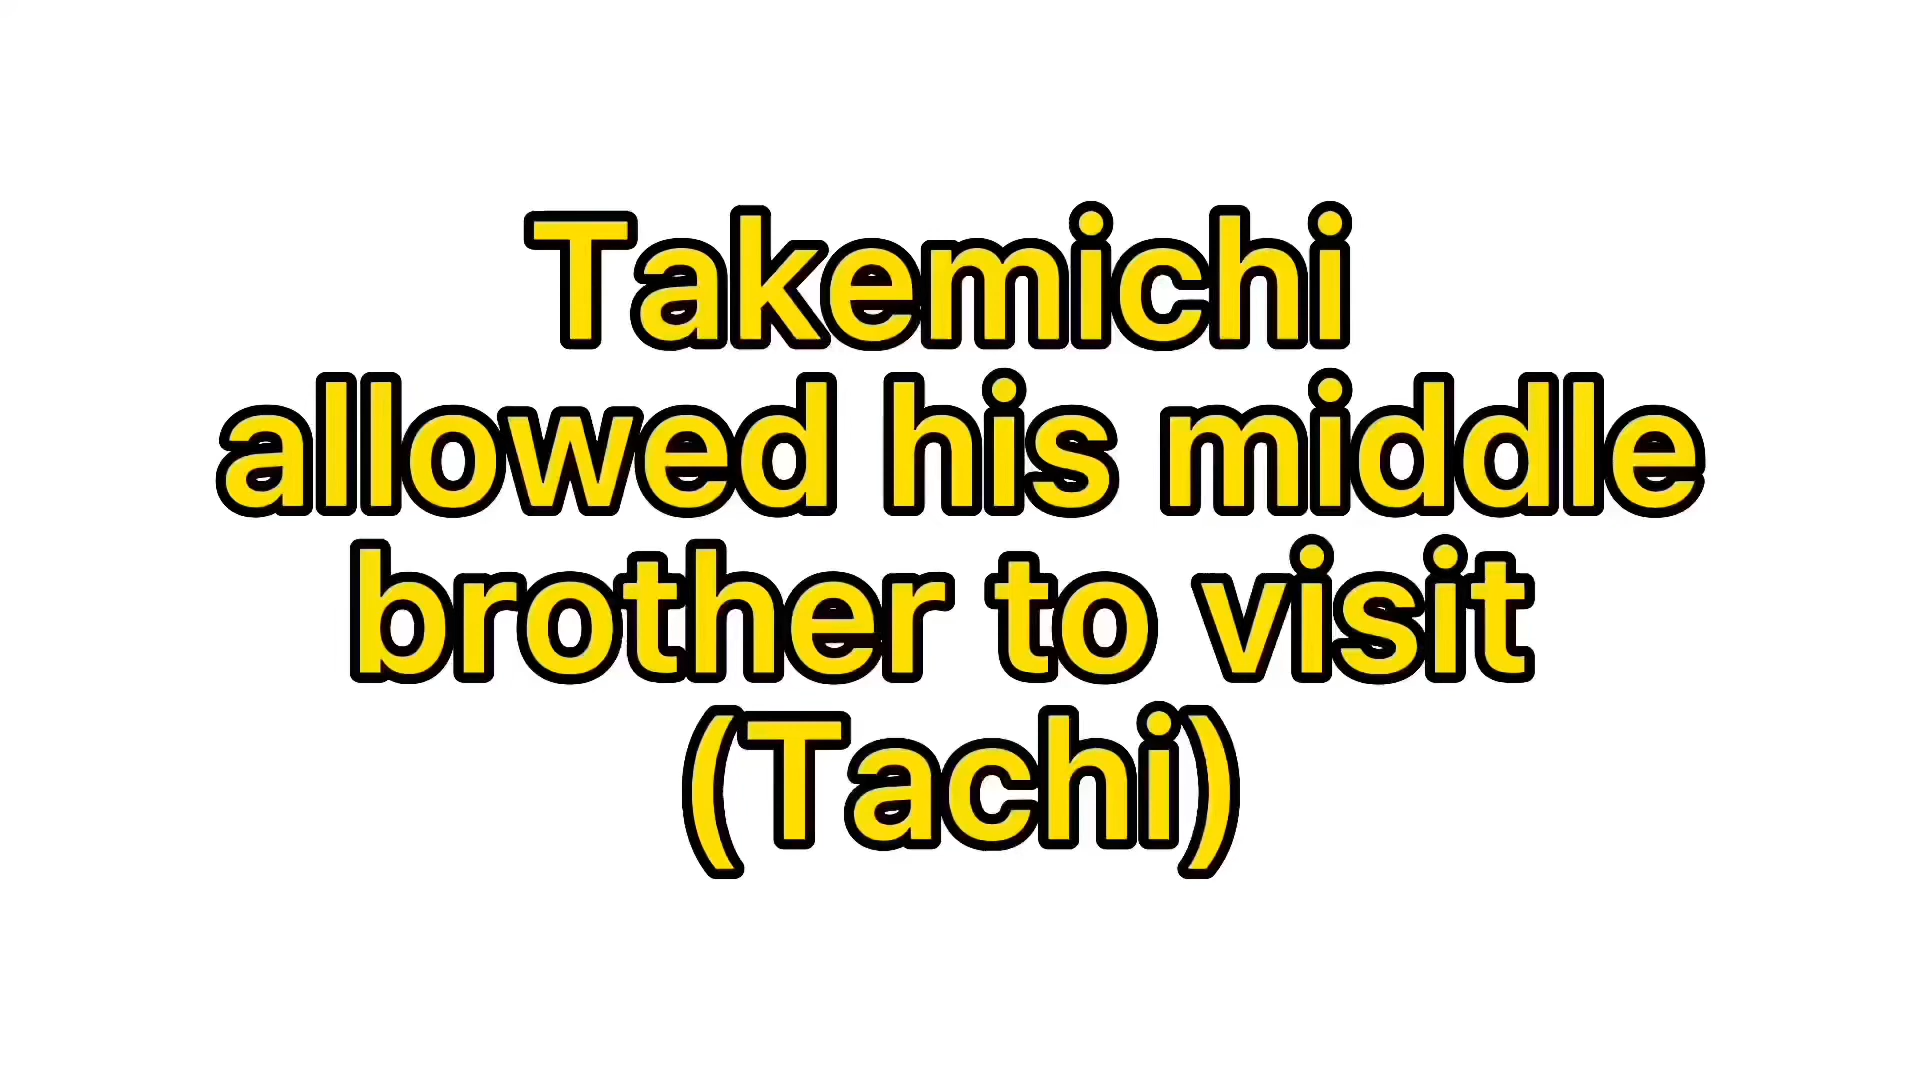 Takemichi
allowed his middle
brother to visit
(Tachi)